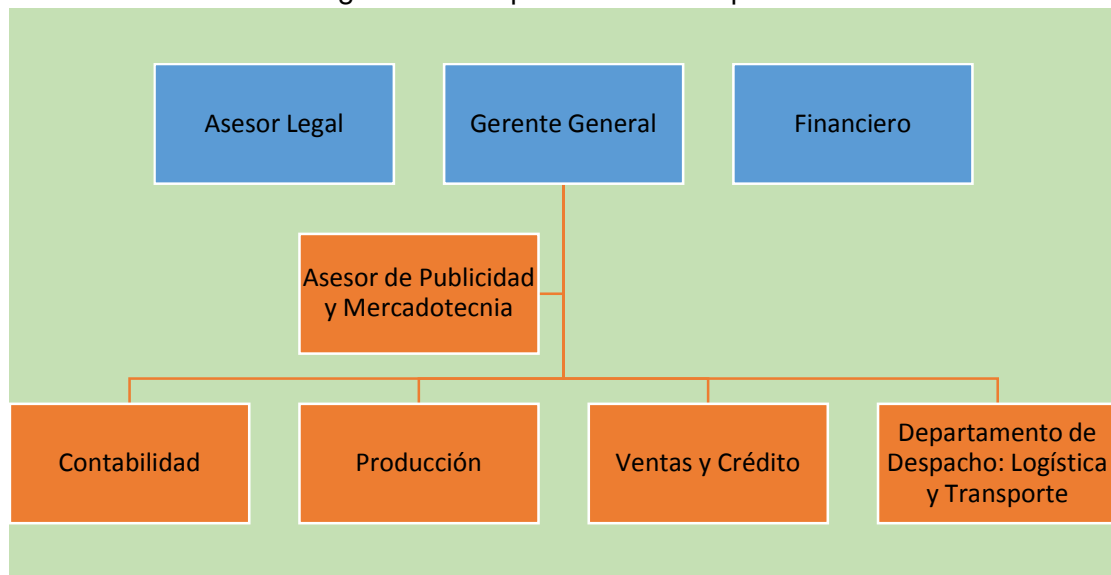 Asesor Legal
Gerente General
Financiero
Asesor de Publicidad
y Mercadotecnia
Contabilidad
Producción
Ventas y Crédito
Departamento de
Despacho: Logística
y Transporte